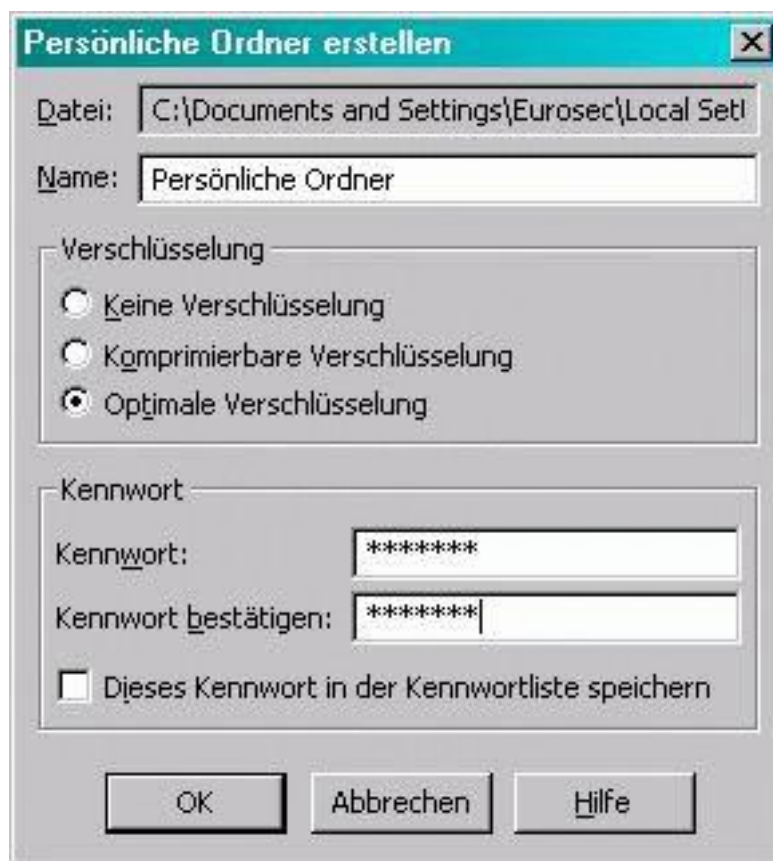 Persönliche Ordner erstellen
Datei: C:\Documents and Settings\Eurosec\Local Sett
Name: Persönliche Ordner
Verschlüsselung
Keine Verschlüsselung
Komprimierbare Verschlüsselung
Optimale Verschlüsselung
Kennwort
Kennwort: *******
Kennwort bestätigen: *******
Dieses Kennwort in der Kennwortliste speichern
OK Abbrechen Hilfe